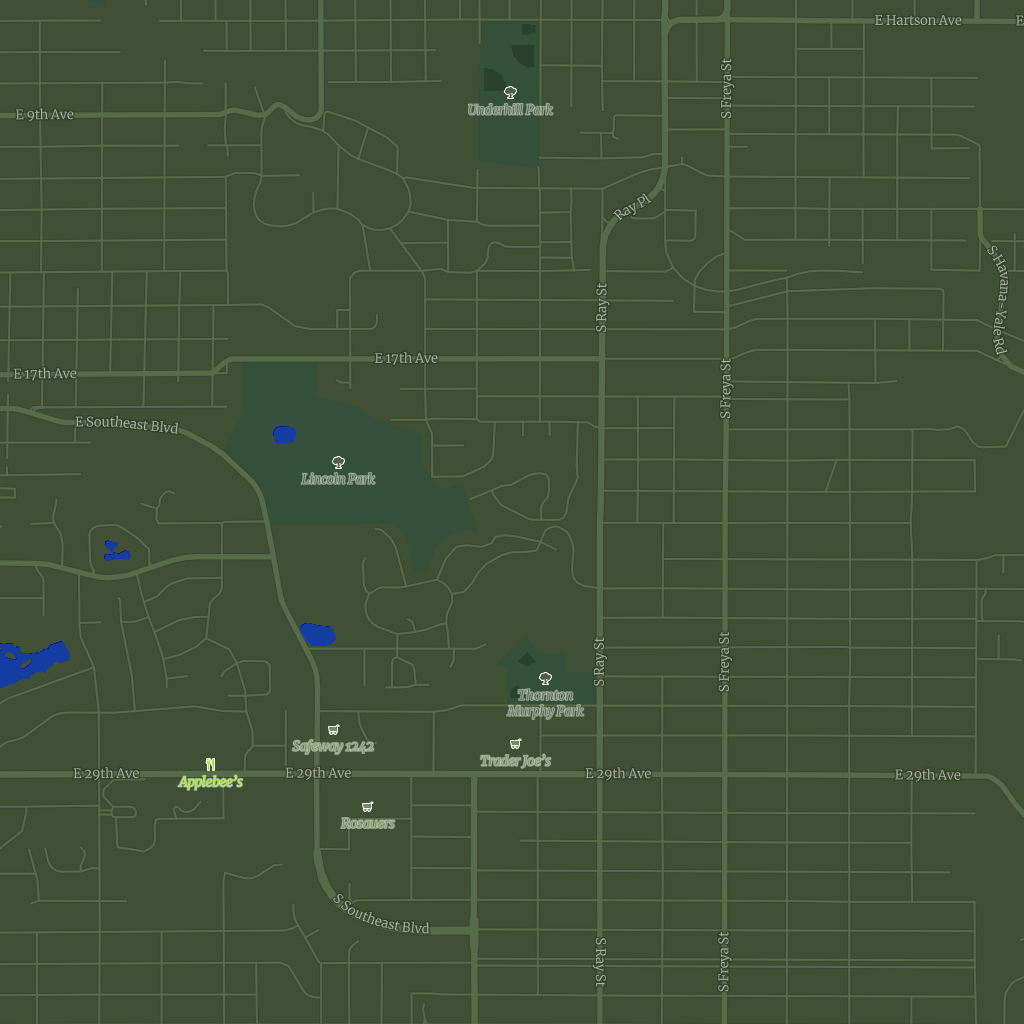 E Hartson Ave
E
S Freya St
Underhill Park
E 9th Ave
Ray Pl
S Havana-Yale Rd
S Ray St
E 17th Ave
E 17th Ave
S Freya St
E Southeast Blvd
Lincoln Park
S Ray St
S Freya St
Thornton
Murphy Park
Safeway 1242
Trader Joe's
E 29th Ave
E 29th Ave
E 29th Ave
E 29th Ave
Applebee's
Rosauers
S Southeast Blvd
S Ray St
S Freya St